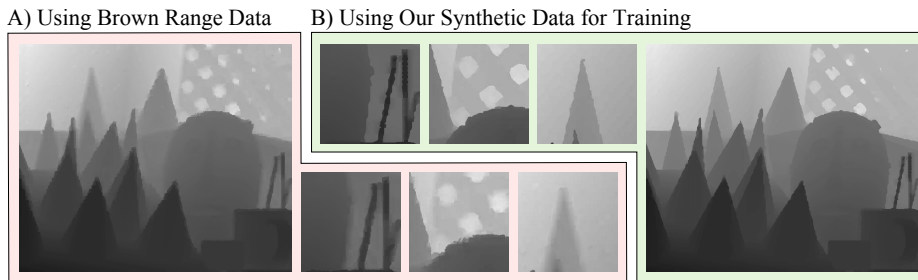 A) Using Brown Range Data
B) Using Our Synthetic Data for Training